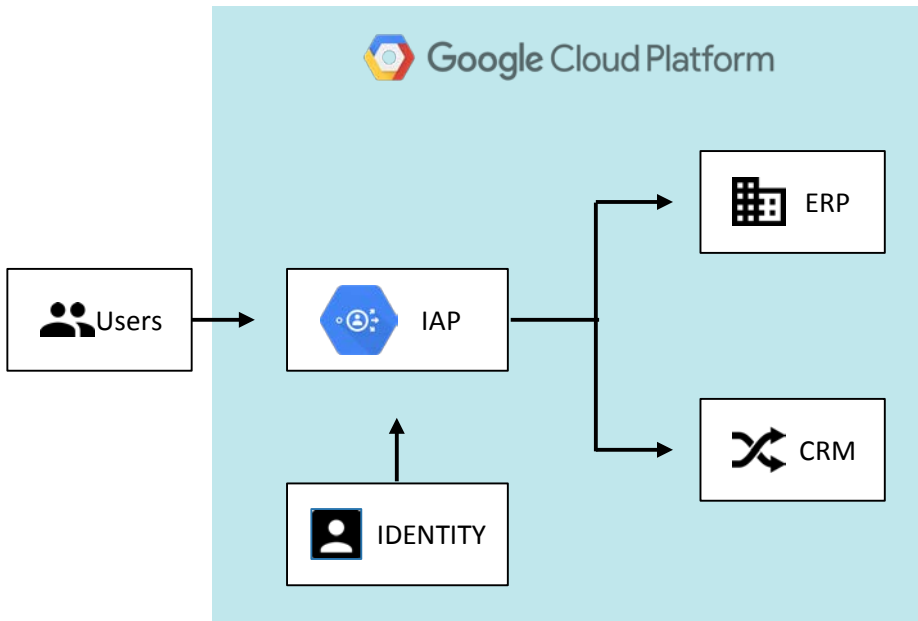 Google Cloud Platform
ERP
Users
IAP
CRM
IDENTITY